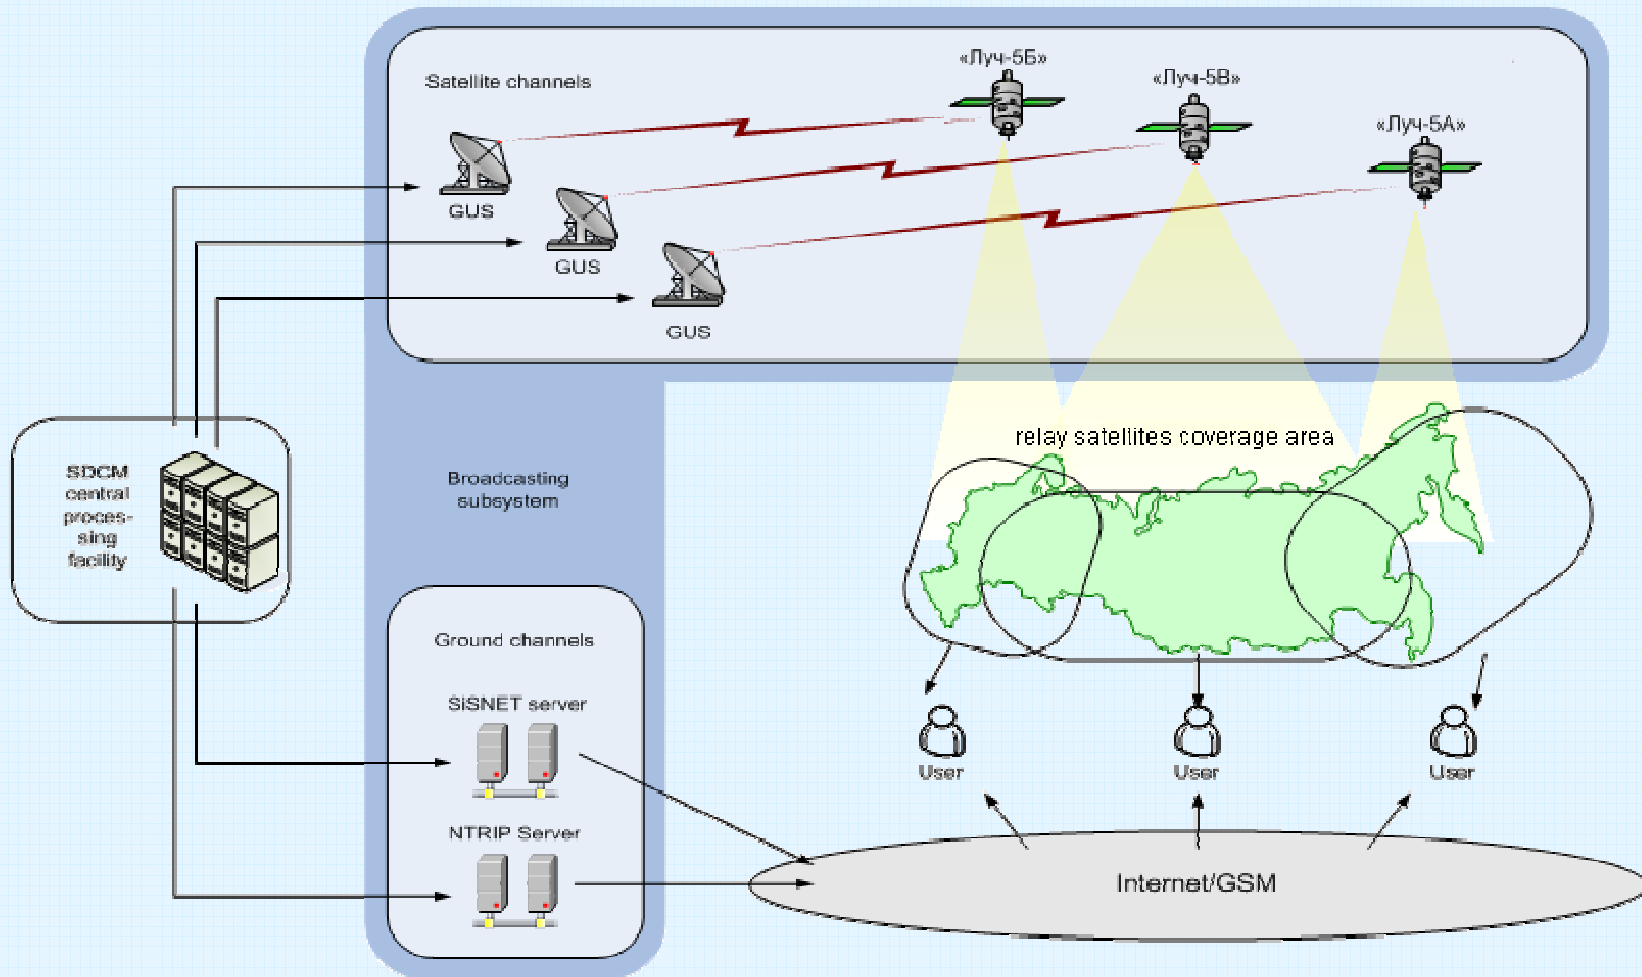 Satellite channels
«Луч-5Б»
«Луч-5В»
«Луч-5А»
GUS
GUS
GUS
relay satellites coverage area
SDCM
central
proces-
sing
facility
Broadcasting
subsystem
Ground channels
SISNET server
NTRIP Server
User
User
User
Internet/GSM